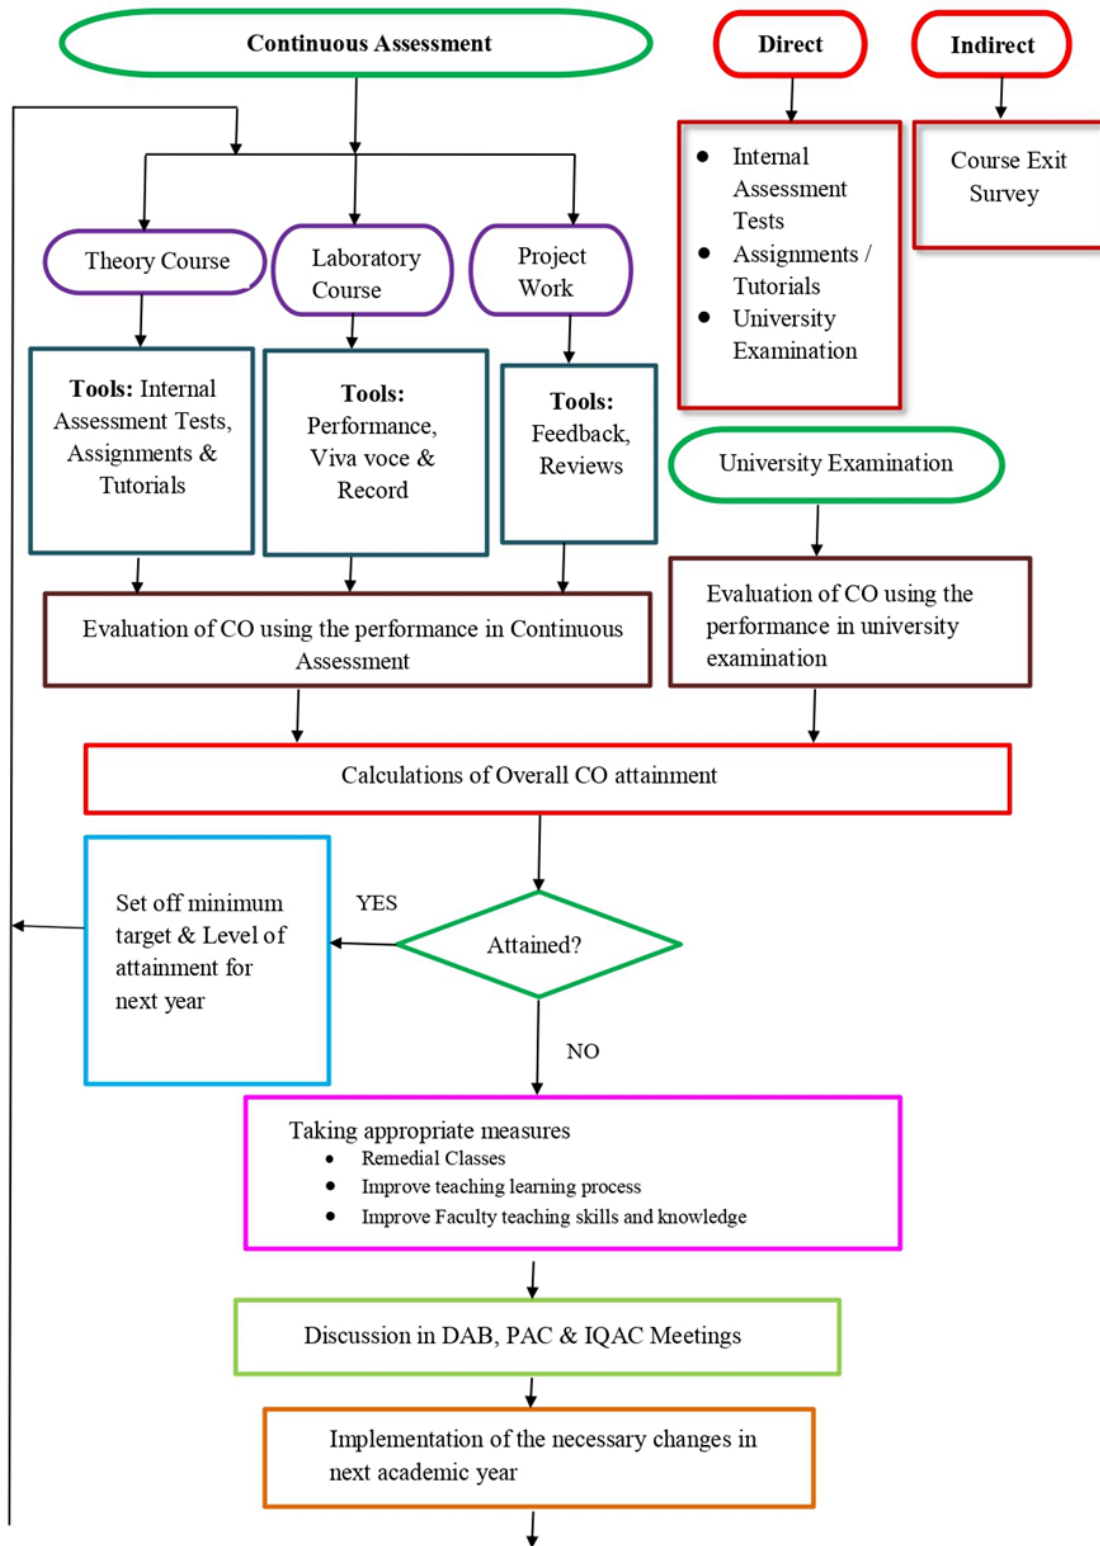 Continuous Assessment
Direct
Indirect
• Internal
Assessment
Tests
• Assignments /
Tutorials
• University
Examination
Course Exit
Survey
Theory Course
Laboratory
Course
Project
Work
Tools: Internal
Assessment Tests,
Assignments &
Tutorials
Tools:
Performance,
Viva voce &
Record
Tools:
Feedback,
Reviews
University Examination
Evaluation of CO using the performance in Continuous
Assessment
Evaluation of CO using the
performance in university
examination
Calculations of Overall CO attainment
Attained?
YES
Set off minimum
target & Level of
attainment for
next year
NO
Taking appropriate measures
• Remedial Classes
• Improve teaching learning process
• Improve Faculty teaching skills and knowledge
Discussion in DAB, PAC & IQAC Meetings
Implementation of the necessary changes in
next academic year